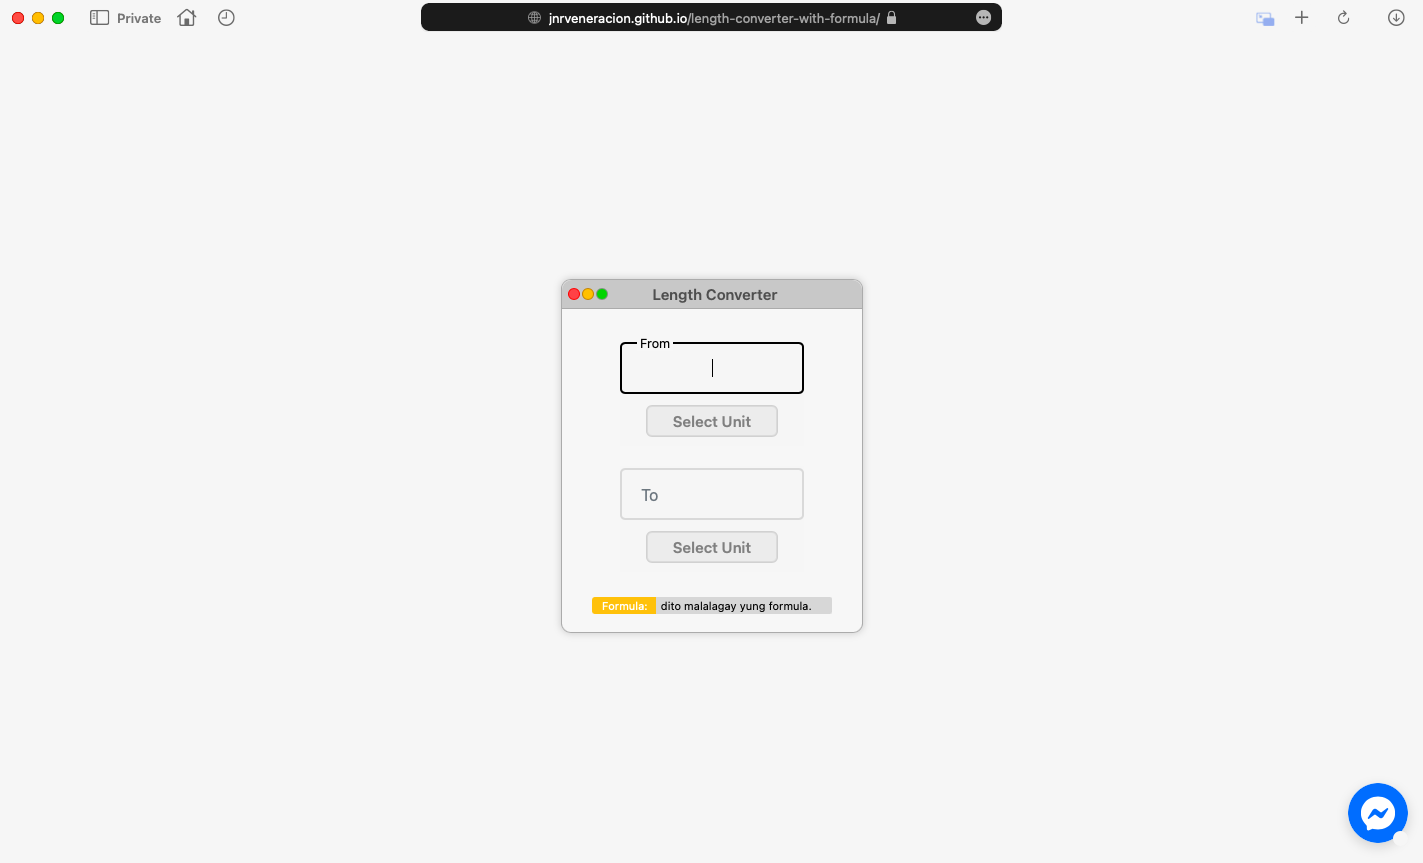 Private
jnrveneracion.github.io/length-converter-with-formula/
Length Converter
From
Select Unit
To
Select Unit
Formula: dito malalagay yung formula.